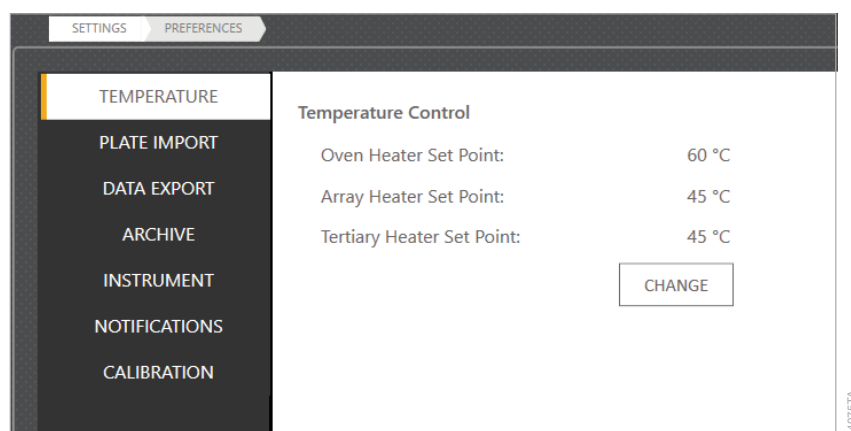 SETTINGS PREFERENCES
TEMPERATURE
PLATE IMPORT
DATA EXPORT
ARCHIVE
INSTRUMENT
NOTIFICATIONS
CALIBRATION
Temperature Control
Oven Heater Set Point: 60 °C
Array Heater Set Point: 45 °C
Tertiary Heater Set Point: 45 °C
CHANGE